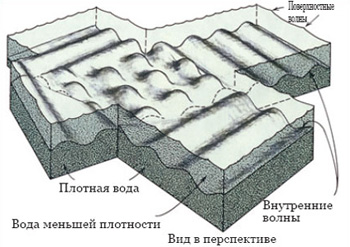 Поверхностные
волны
Плотная вода
Вода меньшей плотности
Внутренние
волны
Вид в перспективе